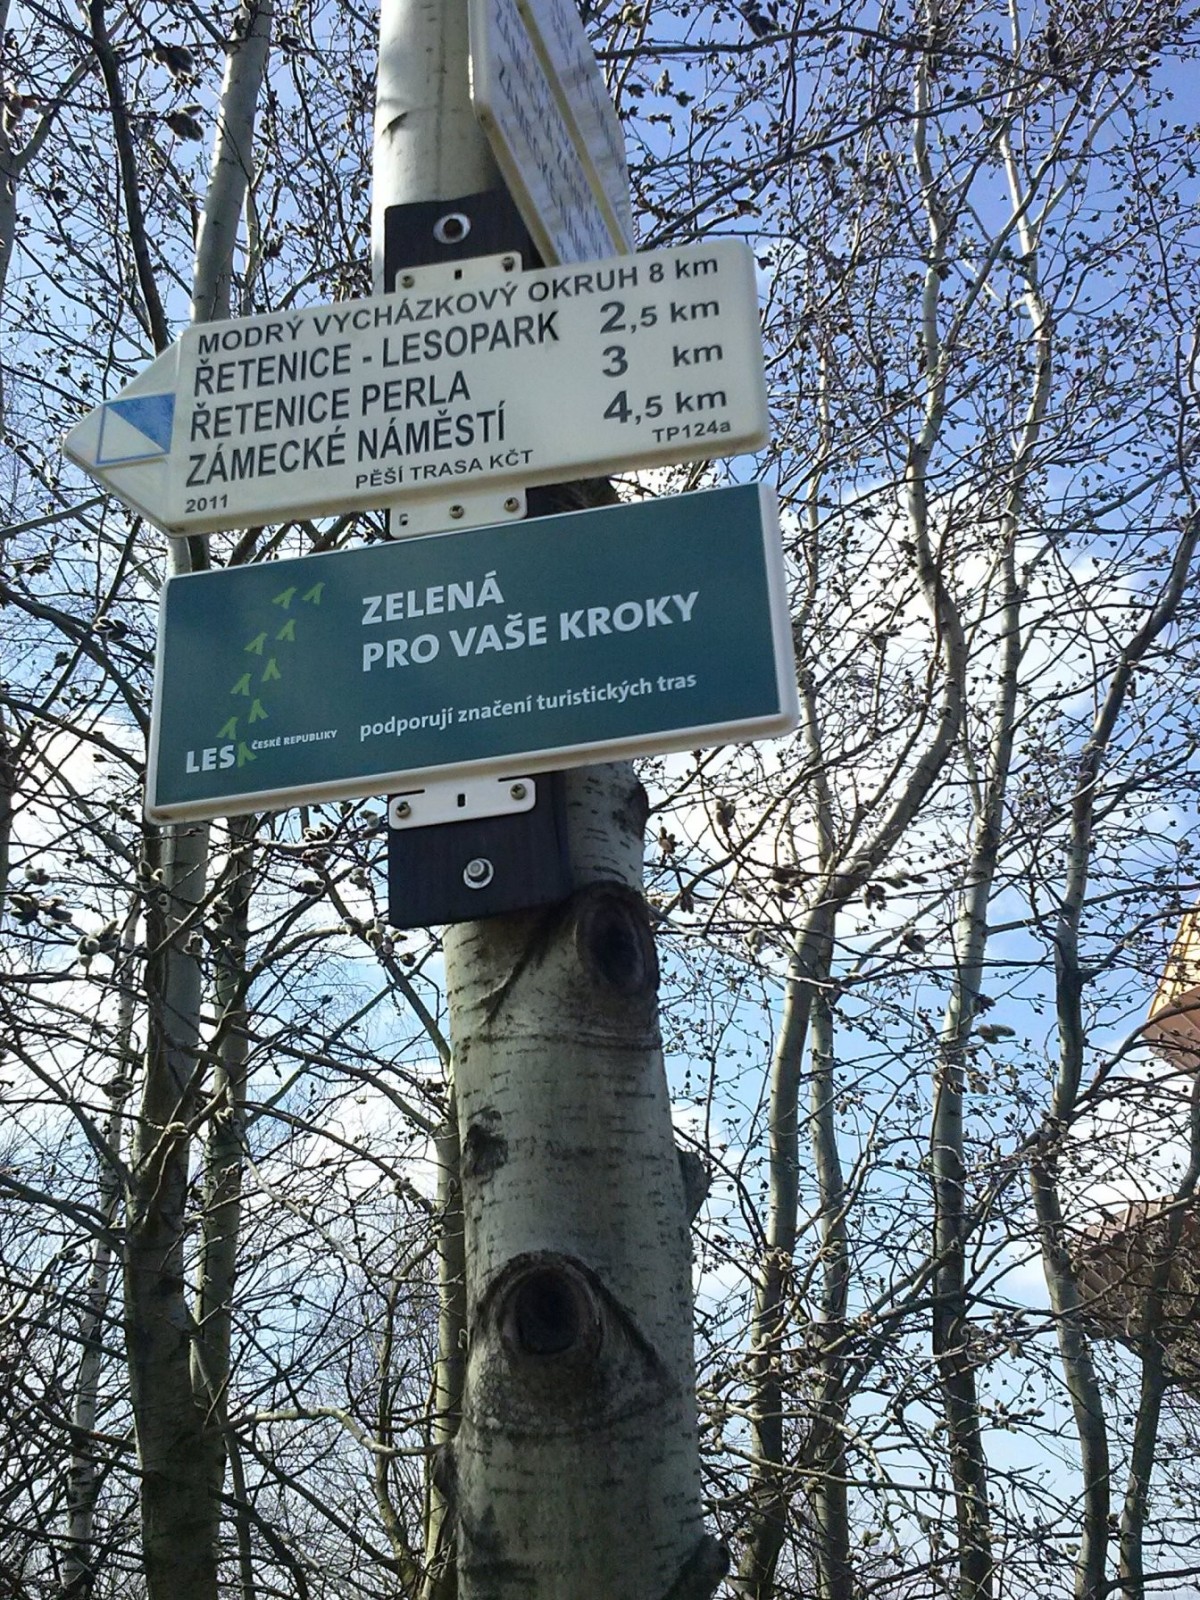 MODRÝ VYCHÁZKOVÝ OKRUH 8 km
ŘETENICE - LESOPARK 2,5 km
ŘETENICE PERLA 3 km
ZÁMECKÉ NÁMĚSTÍ 4,5 km
2011 PĚŠÍ TRASA KČT TP124a
ZELENÁ
PRO VAŠE KROKY
LESY ČESKÉ REPUBLIKY podporují značení turistických tras